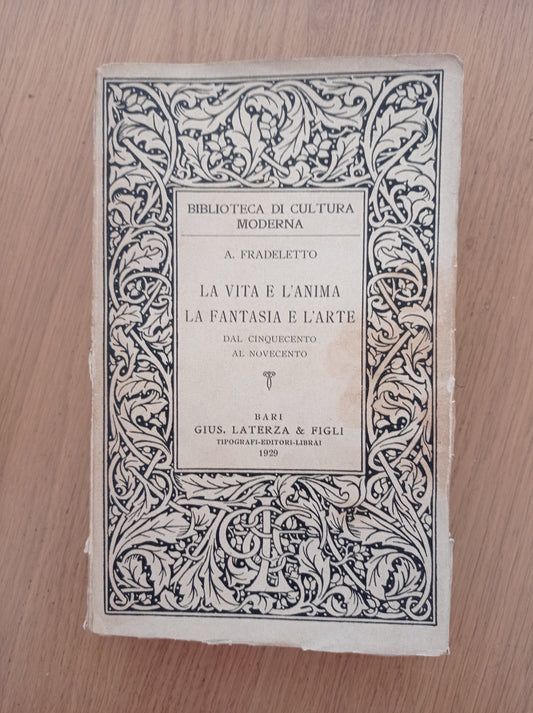 BIBLIOTECA DI CULTURA
MODERNA
A. FRADELETTO
LA VITA E L'ANIMA
LA FANTASIA E L'ARTE
DAL CINQUECENTO
AL NOVECENTO
BARI
GIUS. LATERZA & FIGLI
TIPOGRAFI-EDITORI-LIBRAI
1929